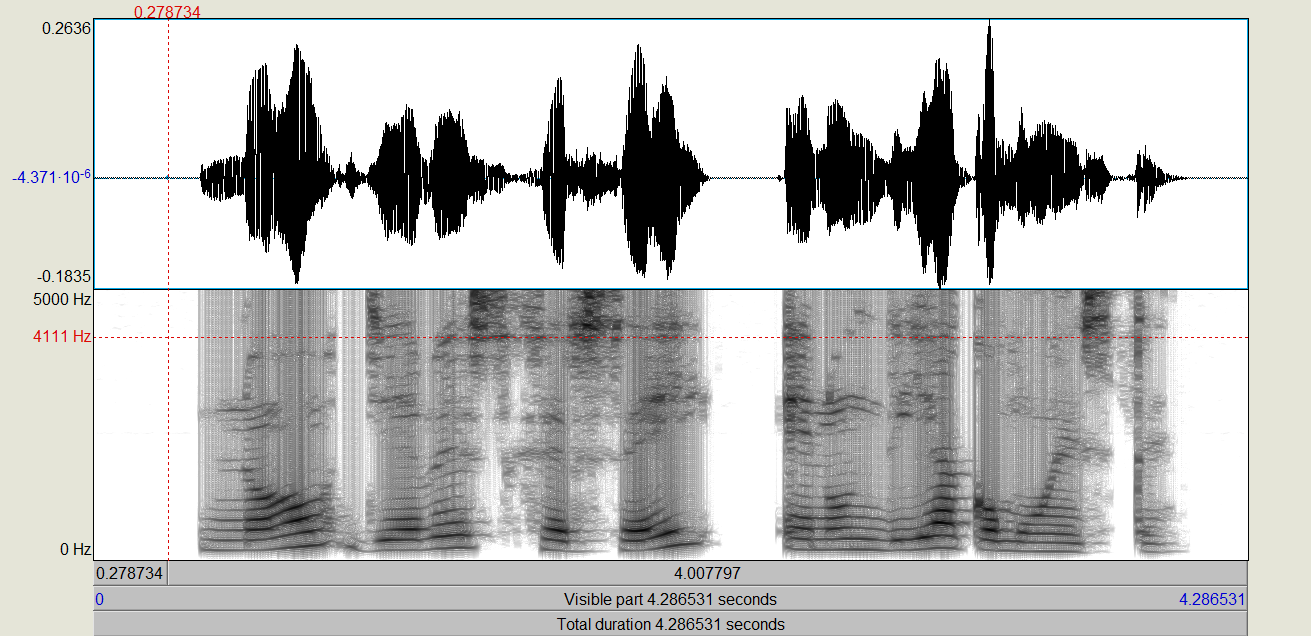 0.278734
0.2636
-4.371·10-6
-0.1835
5000 Hz
4111 Hz
0 Hz
0.278734 4.007797
0 Visible part 4.286531 seconds 4.286531
Total duration 4.286531 seconds